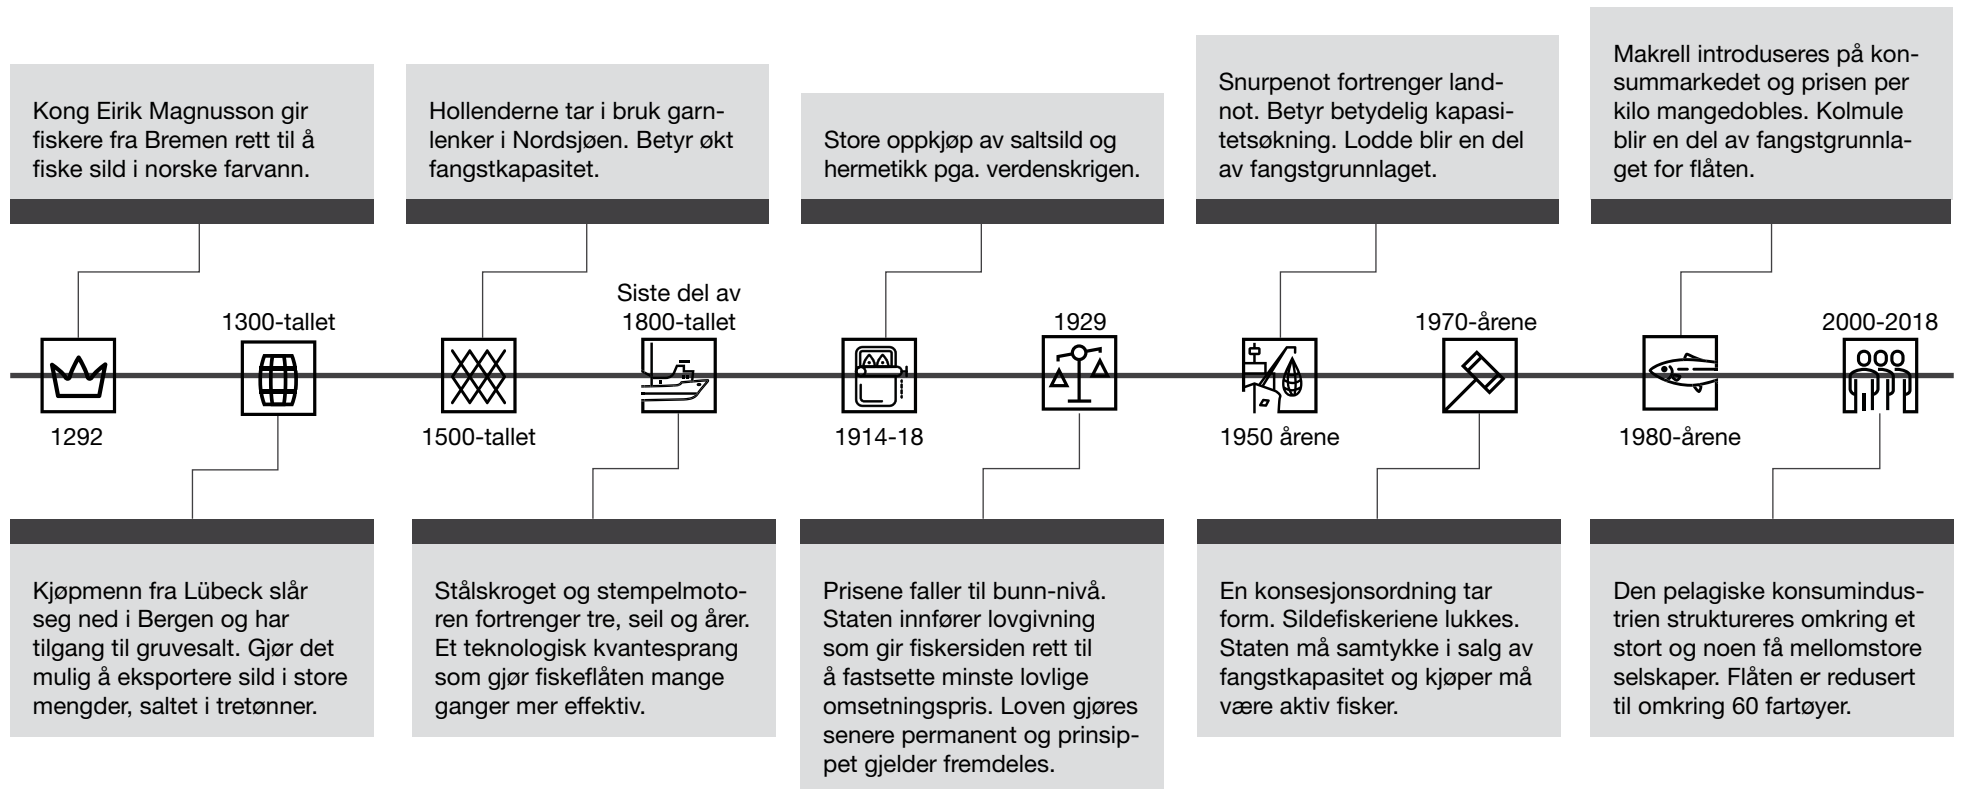 Kong Eirik Magnusson gir
fiskere fra Bremen rett til å
fiske sild i norske farvann.
1292
1300-tallet
Kjøpmenn fra Lübeck slår
seg ned i Bergen og har
tilgang til gruvesalt. Gjør det
mulig å eksportere sild i store
mengder, saltet i tretønner.
Hollenderne tar i bruk garn-
lenker i Nordsjøen. Betyr økt
fangstkapasitet.
1500-tallet
Siste del av
1800-tallet
Stålskroget og stempelmoto-
ren fortrenger tre, seil og årer.
Et teknologisk kvantesprang
som gjør fiskeflåten mange
ganger mer effektiv.
Store oppkjøp av saltsild og
hermetikk pga. verdenskrigen.
1914-18
1929
Prisene faller til bunn-nivå.
Staten innfører lovgivning
som gir fiskersiden rett til
å fastsette minste lovlige
omsetningspris. Loven gjøres
senere permanent og prinsip-
pet gjelder fremdeles.
Snurpenot fortrenger land-
not. Betyr betydelig kapasi-
tetsøkning. Lodde blir en del
av fangstgrunnlaget.
1950 årene
1970-årene
En konsesjonsordning tar
form. Sildefiskeriene lukkes.
Staten må samtykke i salg av
fangstkapasitet og kjøper må
være aktiv fisker.
Makrell introduseres på kon-
summarkedet og prisen per
kilo mangedobles. Kolmule
blir en del av fangstgrunnla-
get for flåten.
1980-årene
2000-2018
Den pelagiske konsumindus-
trien struktureres omkring et
stort og noen få mellomstore
selskaper. Flåten er redusert
til omkring 60 fartøyer.